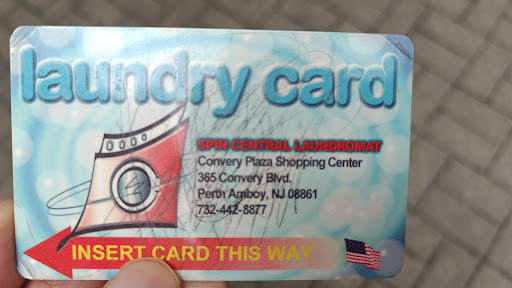 laundry card
SPIN CENTRAL LAUNDROMAT
Convery Plaza Shopping Center
365 Convery Blvd.
Perth Amboy, NJ 08861
732-442-8877
INSERT CARD THIS WAY